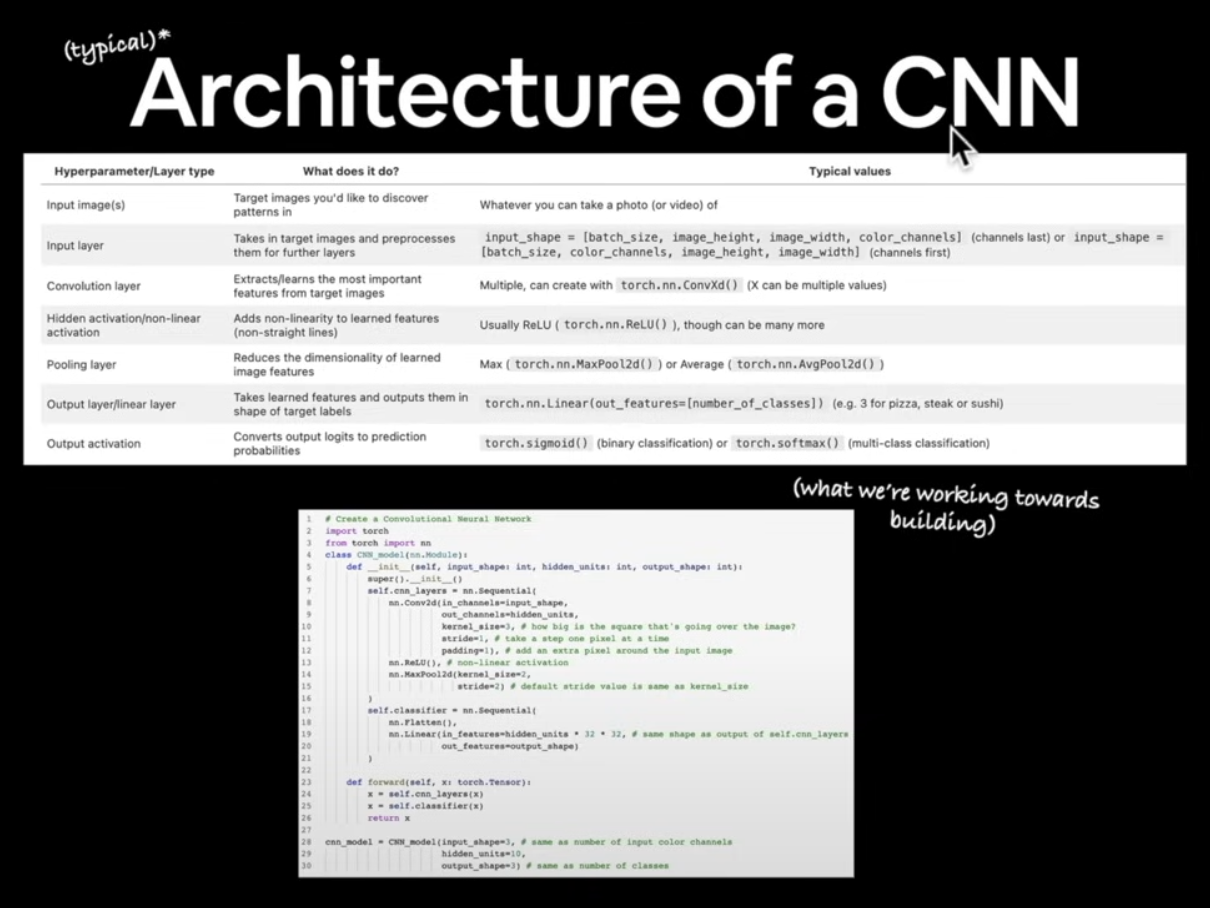 (typical)*
Architecture of a CNN
Hyperparameter/Layer type What does it do? Typical values
Input image(s) Target images you'd like to discover patterns in Whatever you can take a photo (or video) of
Input layer Takes in target images and preprocesses them for further layers input_shape = [batch_size, image_height, image_width, color_channels] (channels last) or input_shape = [batch_size, color_channels, image_height, image_width] (channels first)
Convolution layer Extracts/learns the most important features from target images Multiple, can create with torch.nn.ConvXd() (X can be multiple values)
Hidden activation/non-linear activation Adds non-linearity to learned features (non-straight lines) Usually ReLU ( torch.nn.ReLU() ), though can be many more
Pooling layer Reduces the dimensionality of learned image features Max ( torch.nn.MaxPool2d() ) or Average ( torch.nn.AvgPool2d() )
Output layer/linear layer Takes learned features and outputs them in shape of target labels torch.nn.Linear(out_features=[number_of_classes]) (e.g. 3 for pizza, steak or sushi)
Output activation Converts output logits to prediction probabilities torch.sigmoid() (binary classification) or torch.softmax() (multi-class classification)
(what we're working towards
building)
1 # Create a Convolutional Neural Network
2 import torch
3 from torch import nn
4 class CNN_model(nn.Module):
5     def __init__(self, input_shape: int, hidden_units: int, output_shape: int):
6         super().__init__()
7         self.cnn_layers = nn.Sequential(
8             nn.Conv2d(in_channels=input_shape,
9                       out_channels=hidden_units,
10                       kernel_size=3, # how big is the square that's going over the image?
11                       stride=1, # take a step one pixel at a time
12                       padding=1), # add an extra pixel around the input image
13             nn.ReLU(), # non-linear activation
14             nn.MaxPool2d(kernel_size=2,
15                          stride=2) # default stride value is same as kernel_size
16         )
17         self.classifier = nn.Sequential(
18             nn.Flatten(),
19             nn.Linear(in_features=hidden_units * 32 * 32, # same shape as output of self.cnn_layers
20                       out_features=output_shape)
21         )
22
23     def forward(self, x: torch.Tensor):
24         x = self.cnn_layers(x)
25         x = self.classifier(x)
26         return x
27
28 cnn_model = CNN_model(input_shape=3, # same as number of input color channels
29                       hidden_units=10,
30                       output_shape=3) # same as number of classes